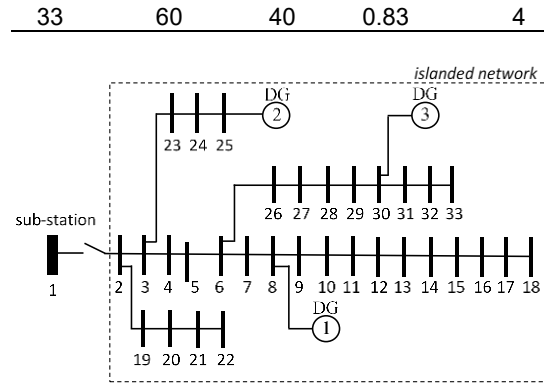 33 60 40 0.83 4
islanded network
DG
2
DG
3
23 24 25
26 27 28 29 30 31 32 33
sub-station
1
2 3 4 5 6 7 8 9 10 11 12 13 14 15 16 17 18
DG
1
19 20 21 22